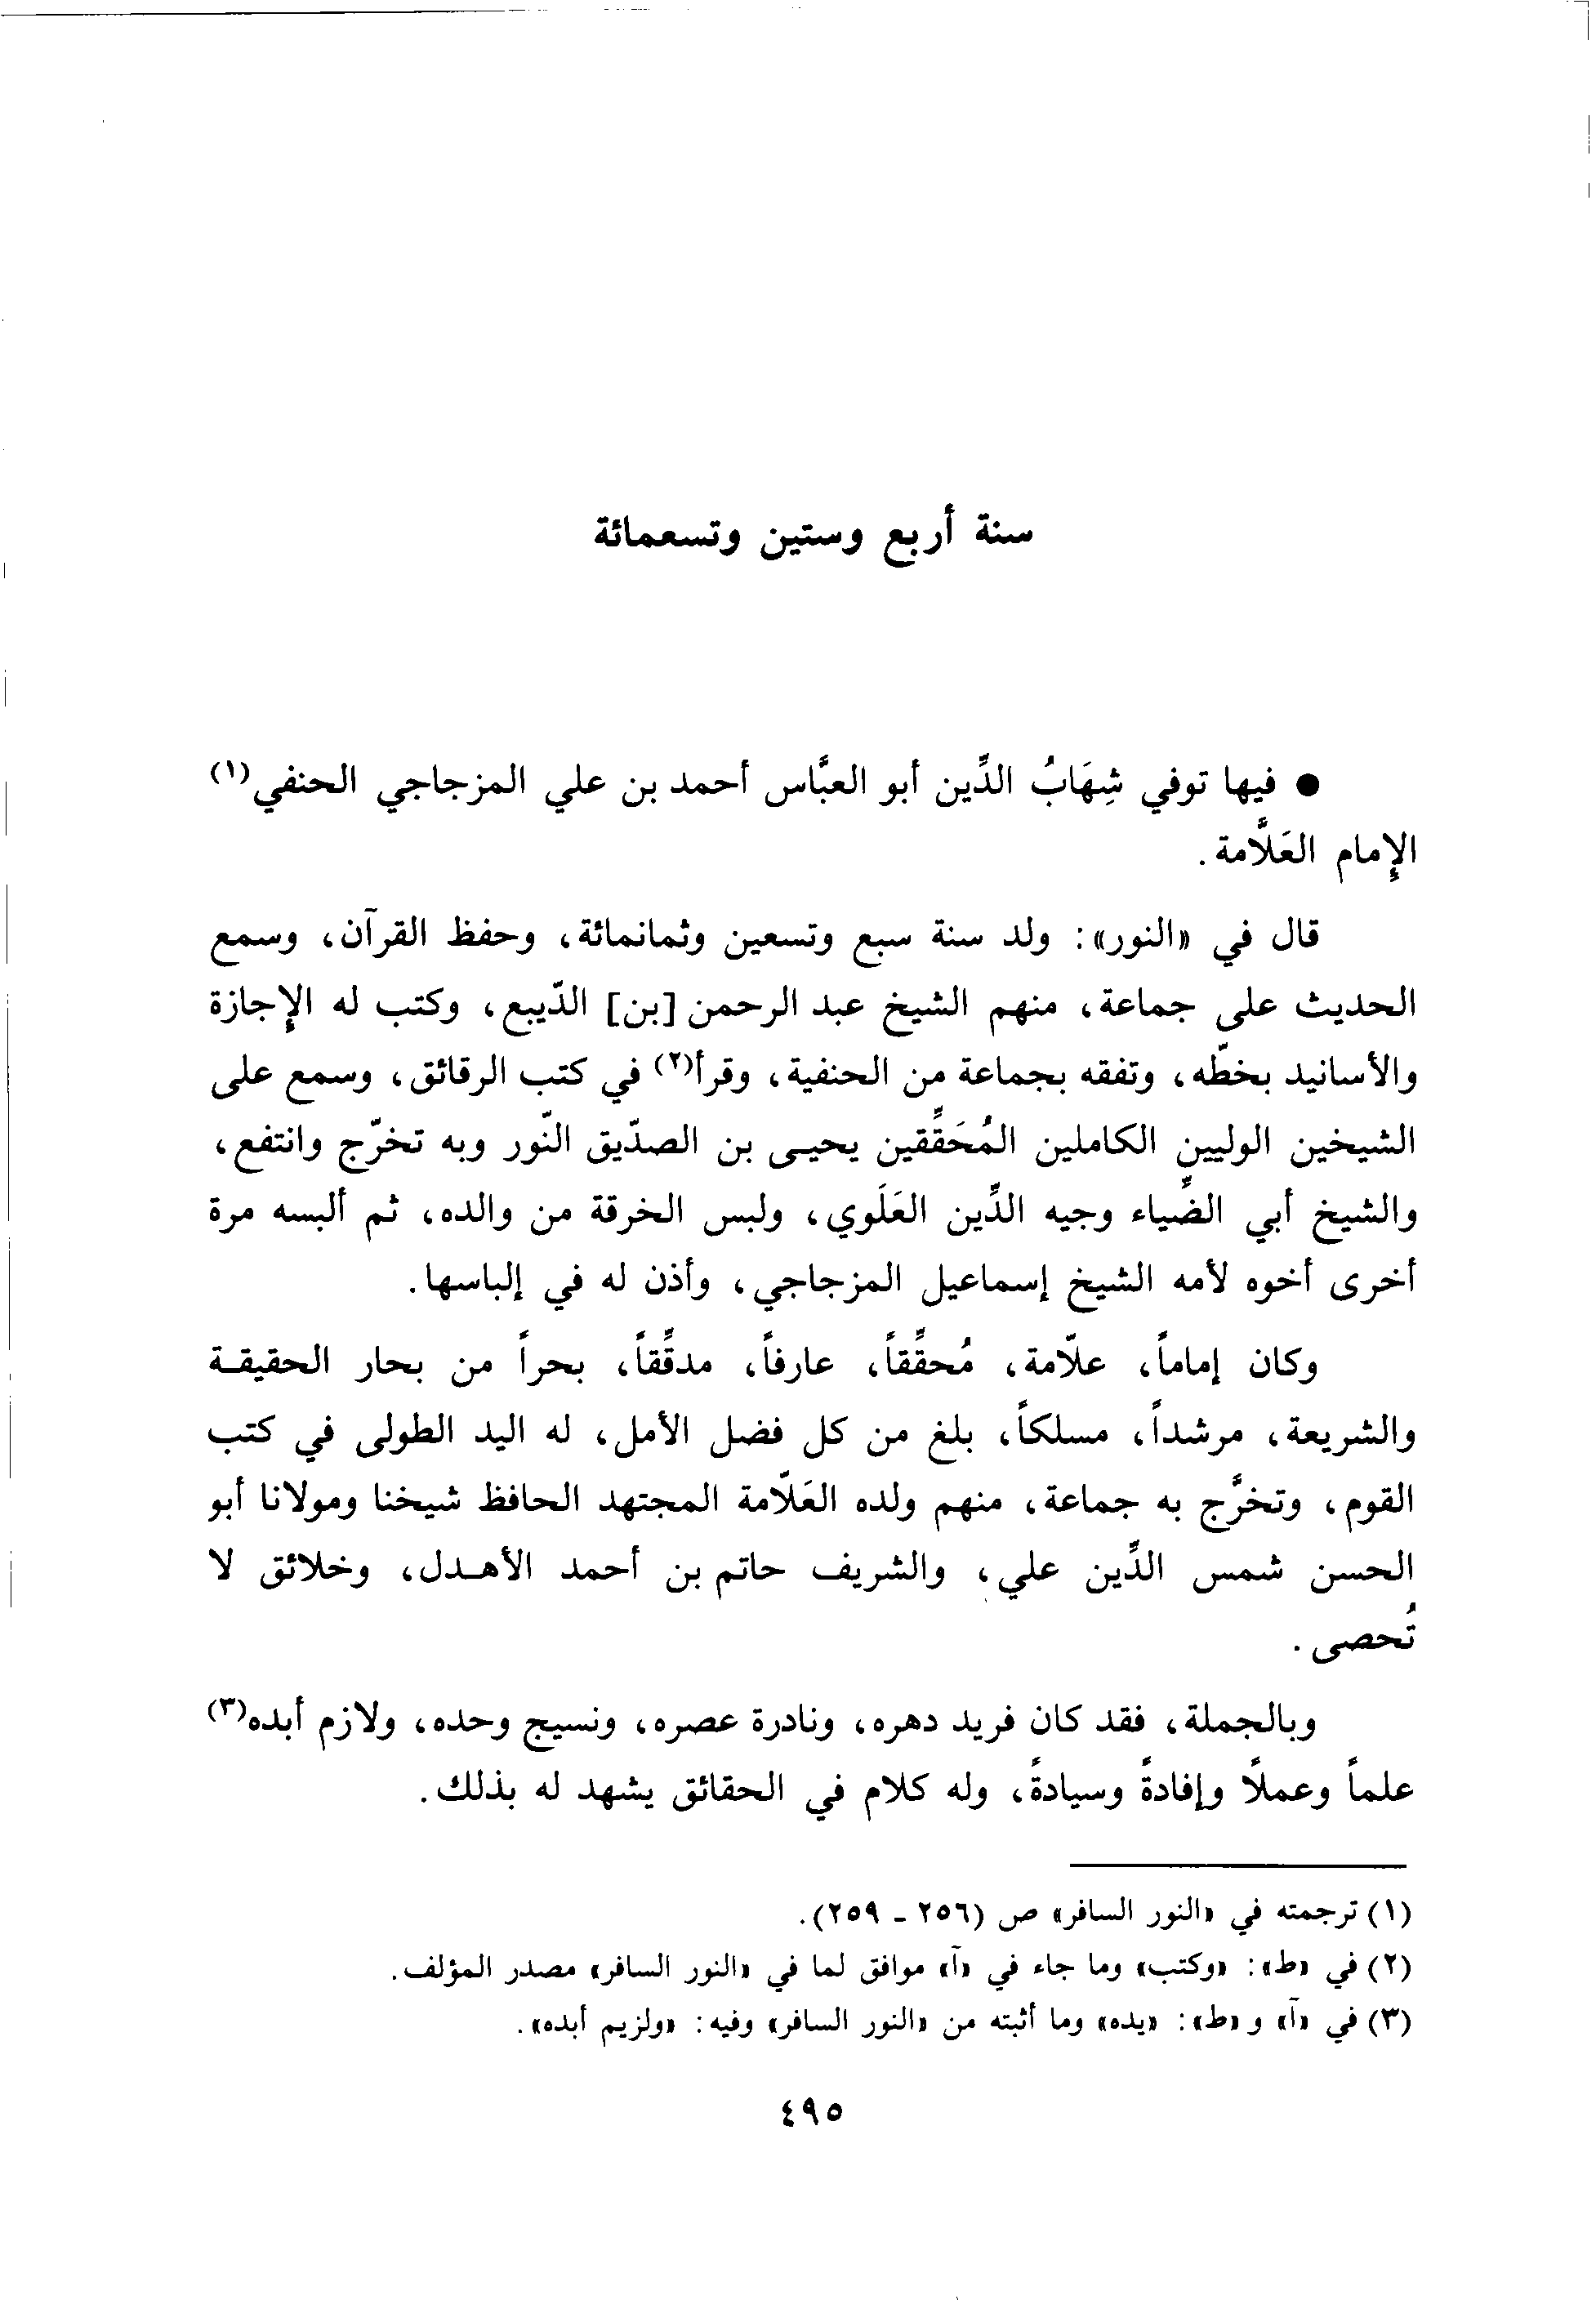 سنة أربع وستين وتسعمائة
● فيها توفي شِهَابُ الدِّين أبو العبَّاس أحمد بن علي المزجاجي الحنفي(١)
الإِمام العَلاَّمة.
قال في «النور»: ولد سنة سبع وتسعين وثمانمائة، وحفظ القرآن، وسمع
الحديث على جماعة، منهم الشيخ عبد الرحمن [بن] الدّيبع، وكتب له الإِجازة
والأسانيد بخطّه، وتفقه بجماعة من الحنفية، وقرأ(٢) في كتب الرقائق، وسمع على
الشيخين الوليين الكاملين المُحَقِّقين يحيى بن الصدّيق النّور وبه تخرّج وانتفع،
والشيخ أبي الضِّياء وجيه الدِّين العَلَوي، ولبس الخرقة من والده، ثم ألبسه مرة
أخرى أخوه لأمه الشيخ إسماعيل المزجاجي، وأذن له في إلباسها.
وكان إماماً، علاّمة، مُحقِّقاً، عارفاً، مدقِّقاً، بحراً من بحار الحقيقة
والشريعة، مرشداً، مسلكاً، بلغ من كل فضل الأمل، له اليد الطولى في كتب
القوم، وتخرَّج به جماعة، منهم ولده العَلاّمة المجتهد الحافظ شيخنا ومولانا أبو
الحسن شمس الدِّين علي، والشريف حاتم بن أحمد الأهدل، وخلائق لا
تُحصى.
وبالجملة، فقد كان فريد دهره، ونادرة عصره، ونسيج وحده، ولازم أبده(٣)
علماً وعملاً وإفادةً وسيادةً، وله كلام في الحقائق يشهد له بذلك.
(١) ترجمته في «النور السافر» ص (٢٥٦ - ٢٥٩).
(٢) في «ط»: «وكتب» وما جاء في «آ» موافق لما في «النور السافر» مصدر المؤلف.
(٣) في «آ» و «ط»: «يده» وما أثبته من «النور السافر» وفيه: «ولزيم أبده».
٤٩٥